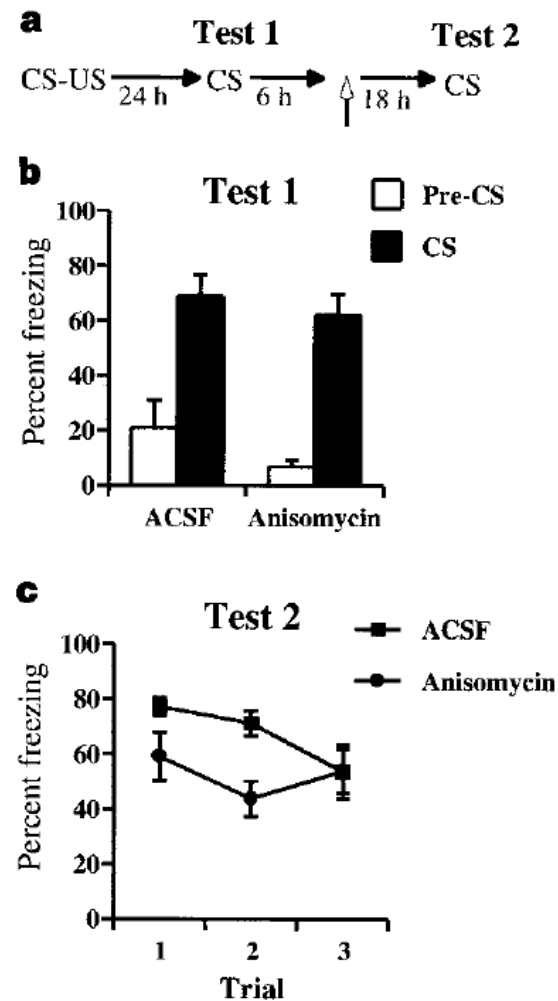 a
Test 1 Test 2
CS-US CS CS
24 h 6 h 18 h
b
Test 1
Pre-CS
CS
Percent freezing
100
80
60
40
20
0
ACSF Anisomycin
c
Test 2
ACSF
Anisomycin
Percent freezing
100
80
60
40
20
0
1 2 3
Trial